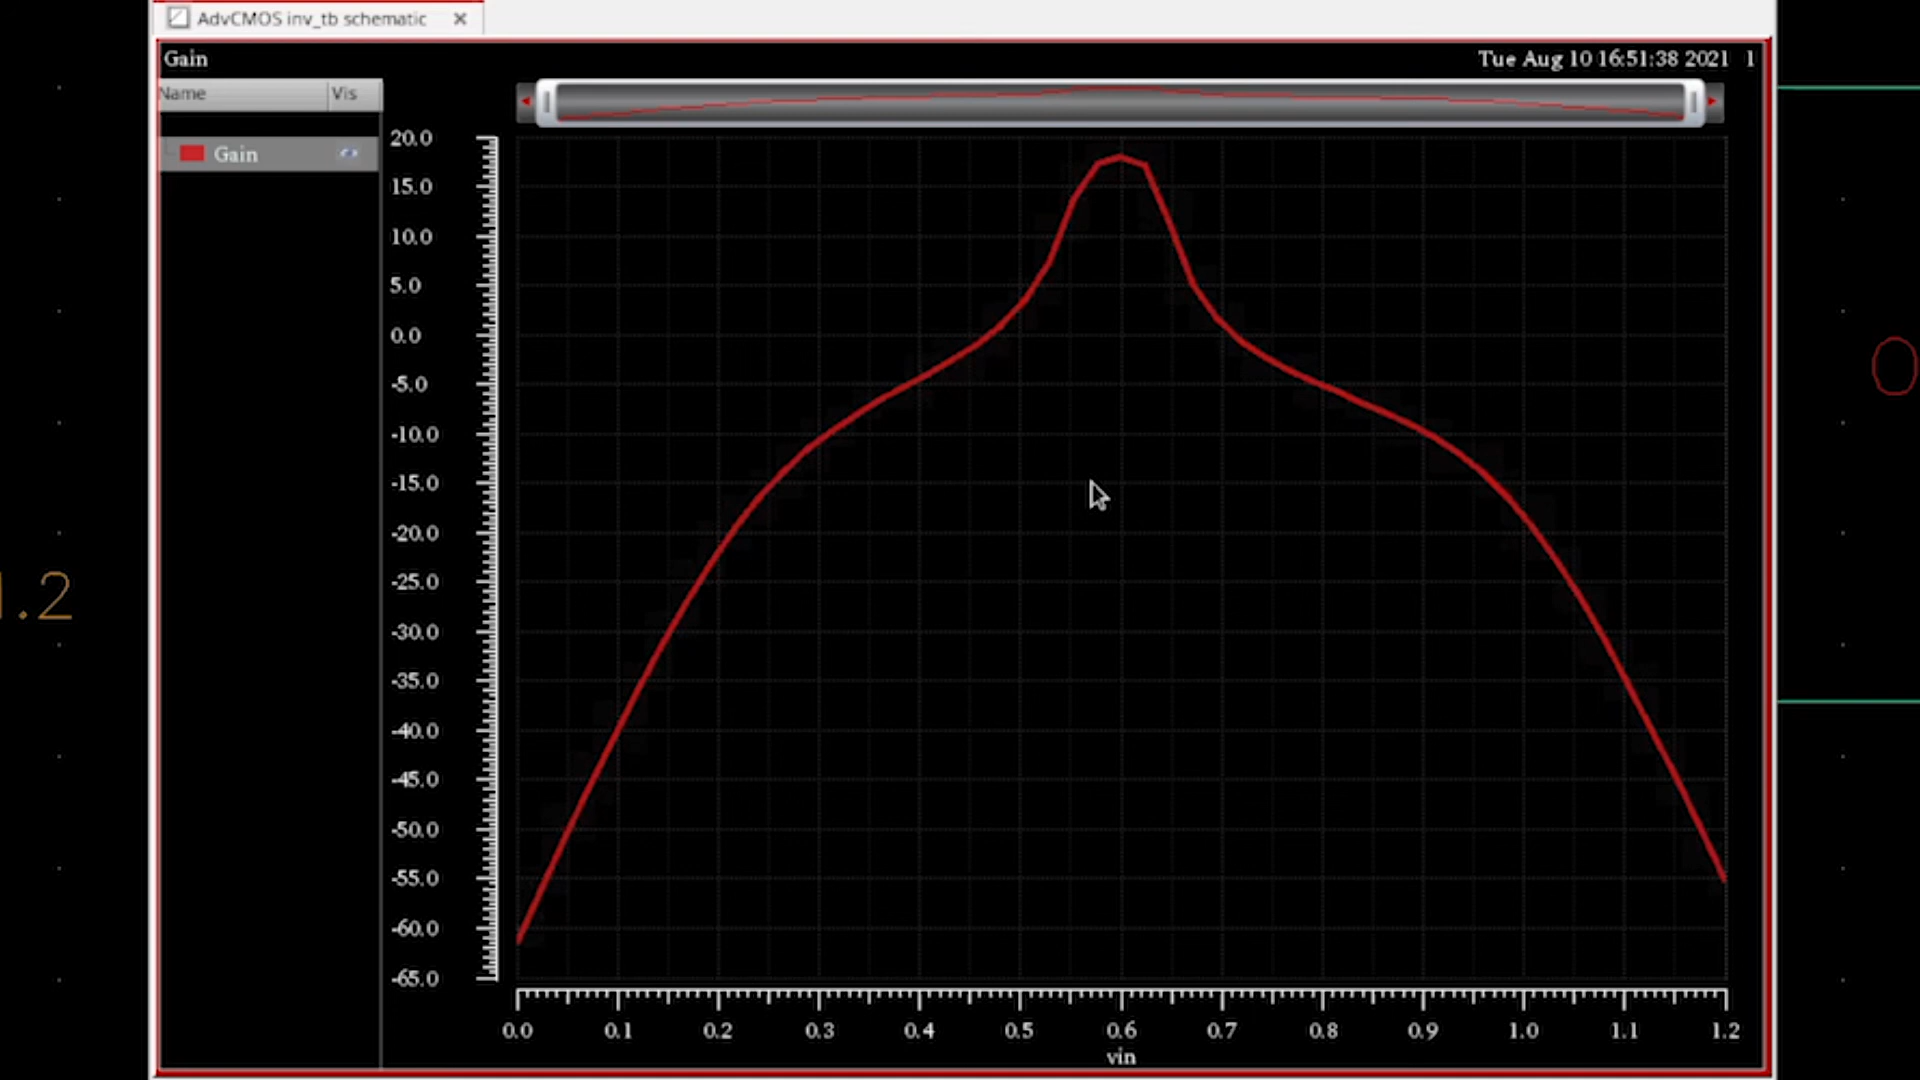 AdvCMOS inv_tb schematic
Gain
Tue Aug 10 16:51:38 2021 1
Name Vis
Gain
20.0
15.0
10.0
5.0
0.0
-5.0
-10.0
-15.0
-20.0
-25.0
-30.0
-35.0
-40.0
-45.0
-50.0
-55.0
-60.0
-65.0
0.0 0.1 0.2 0.3 0.4 0.5 0.6 0.7 0.8 0.9 1.0 1.1 1.2
vin
1.2